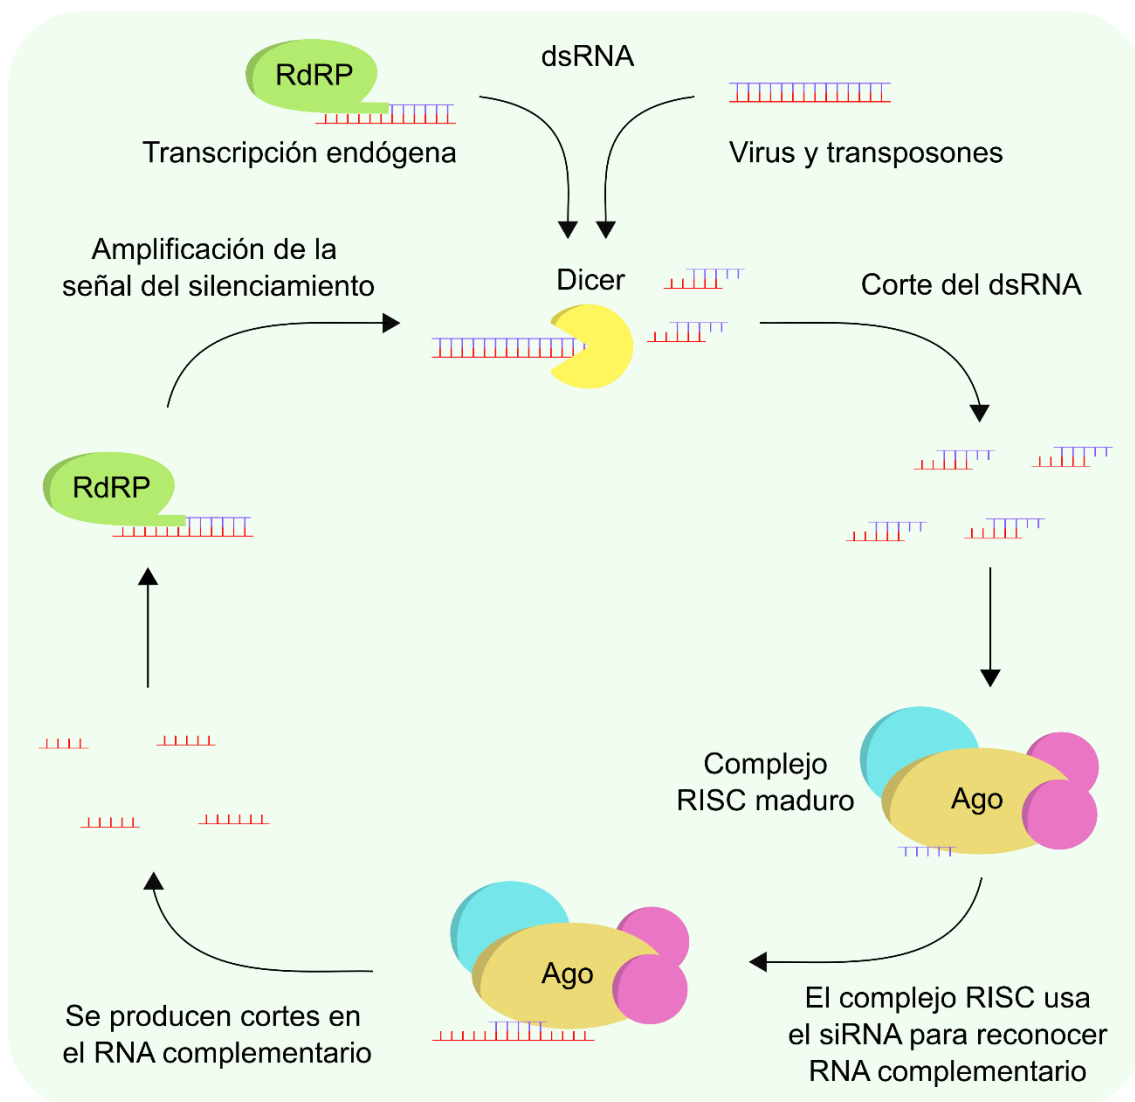 dsRNA
RdRP
Transcripción endógena
Virus y transposones
Amplificación de la
señal del silenciamiento
Dicer
Corte del dsRNA
RdRP
Complejo
RISC maduro
Ago
Ago
El complejo RISC usa
el siRNA para reconocer
RNA complementario
Se producen cortes en
el RNA complementario